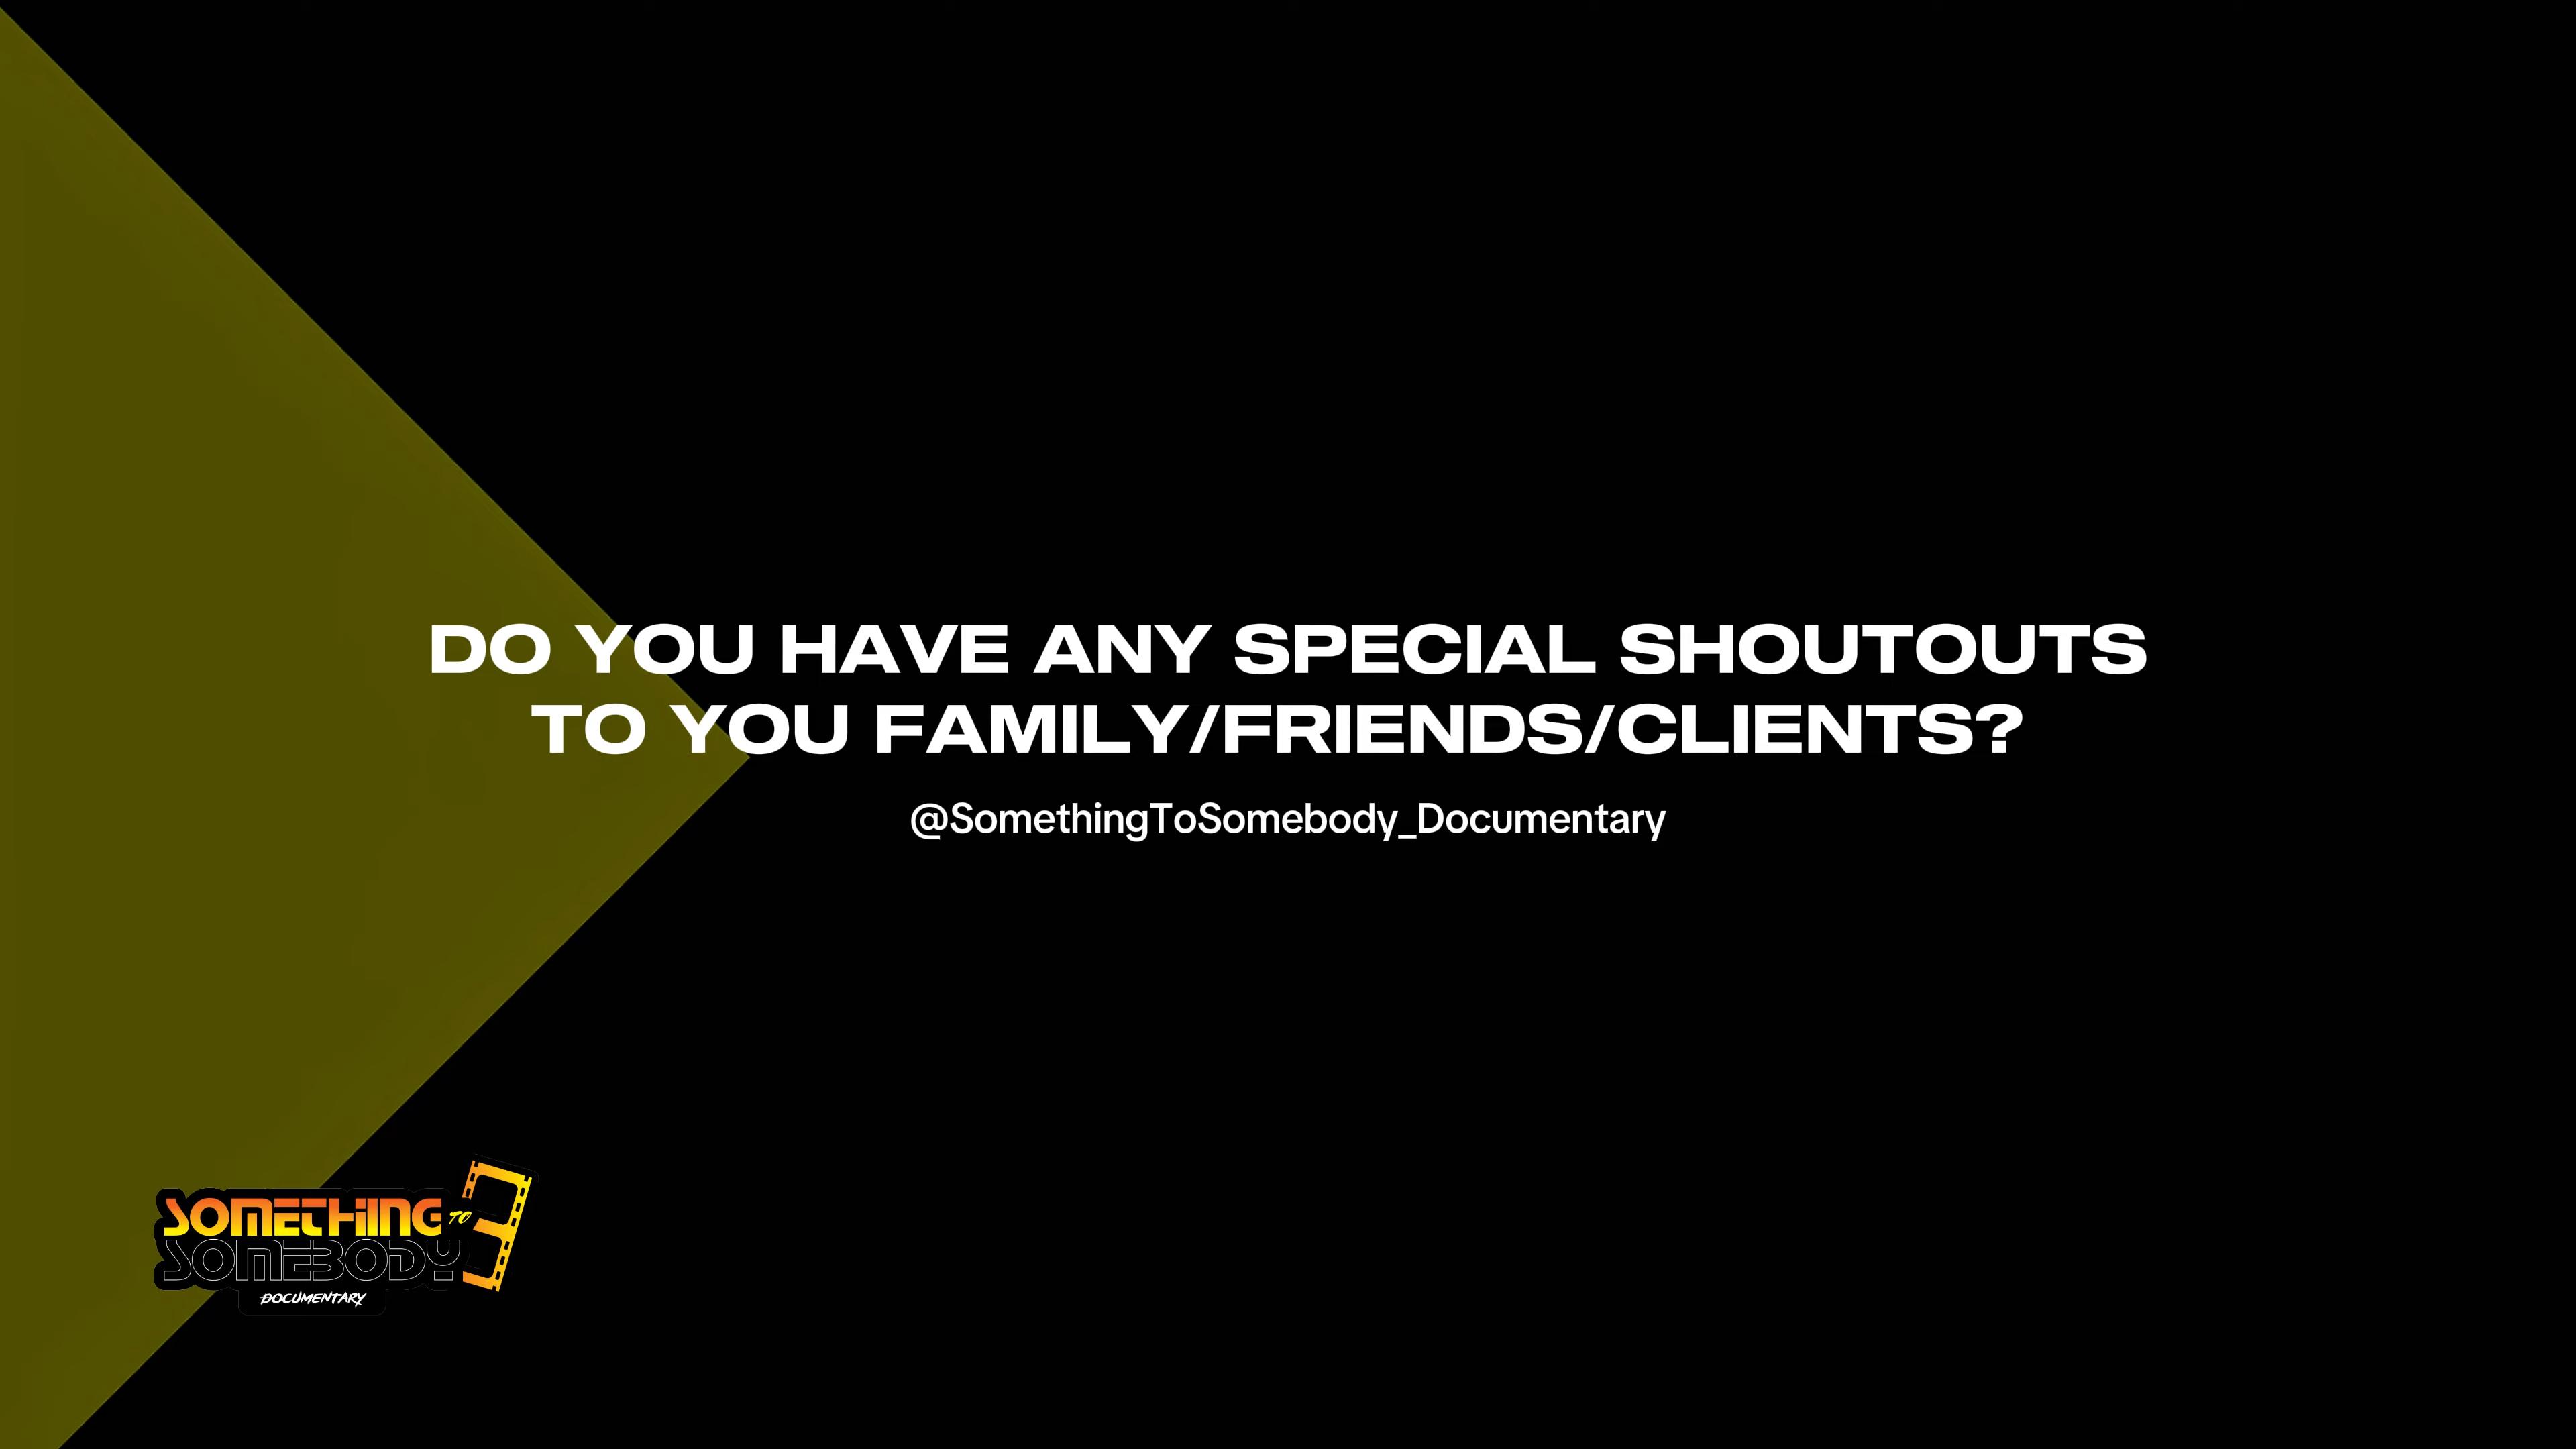 DO YOU HAVE ANY SPECIAL SHOUTOUTS
TO YOU FAMILY/FRIENDS/CLIENTS?
@SomethingToSomebody_Documentary
SOMETHING TO
SOMEBODY
DOCUMENTARY